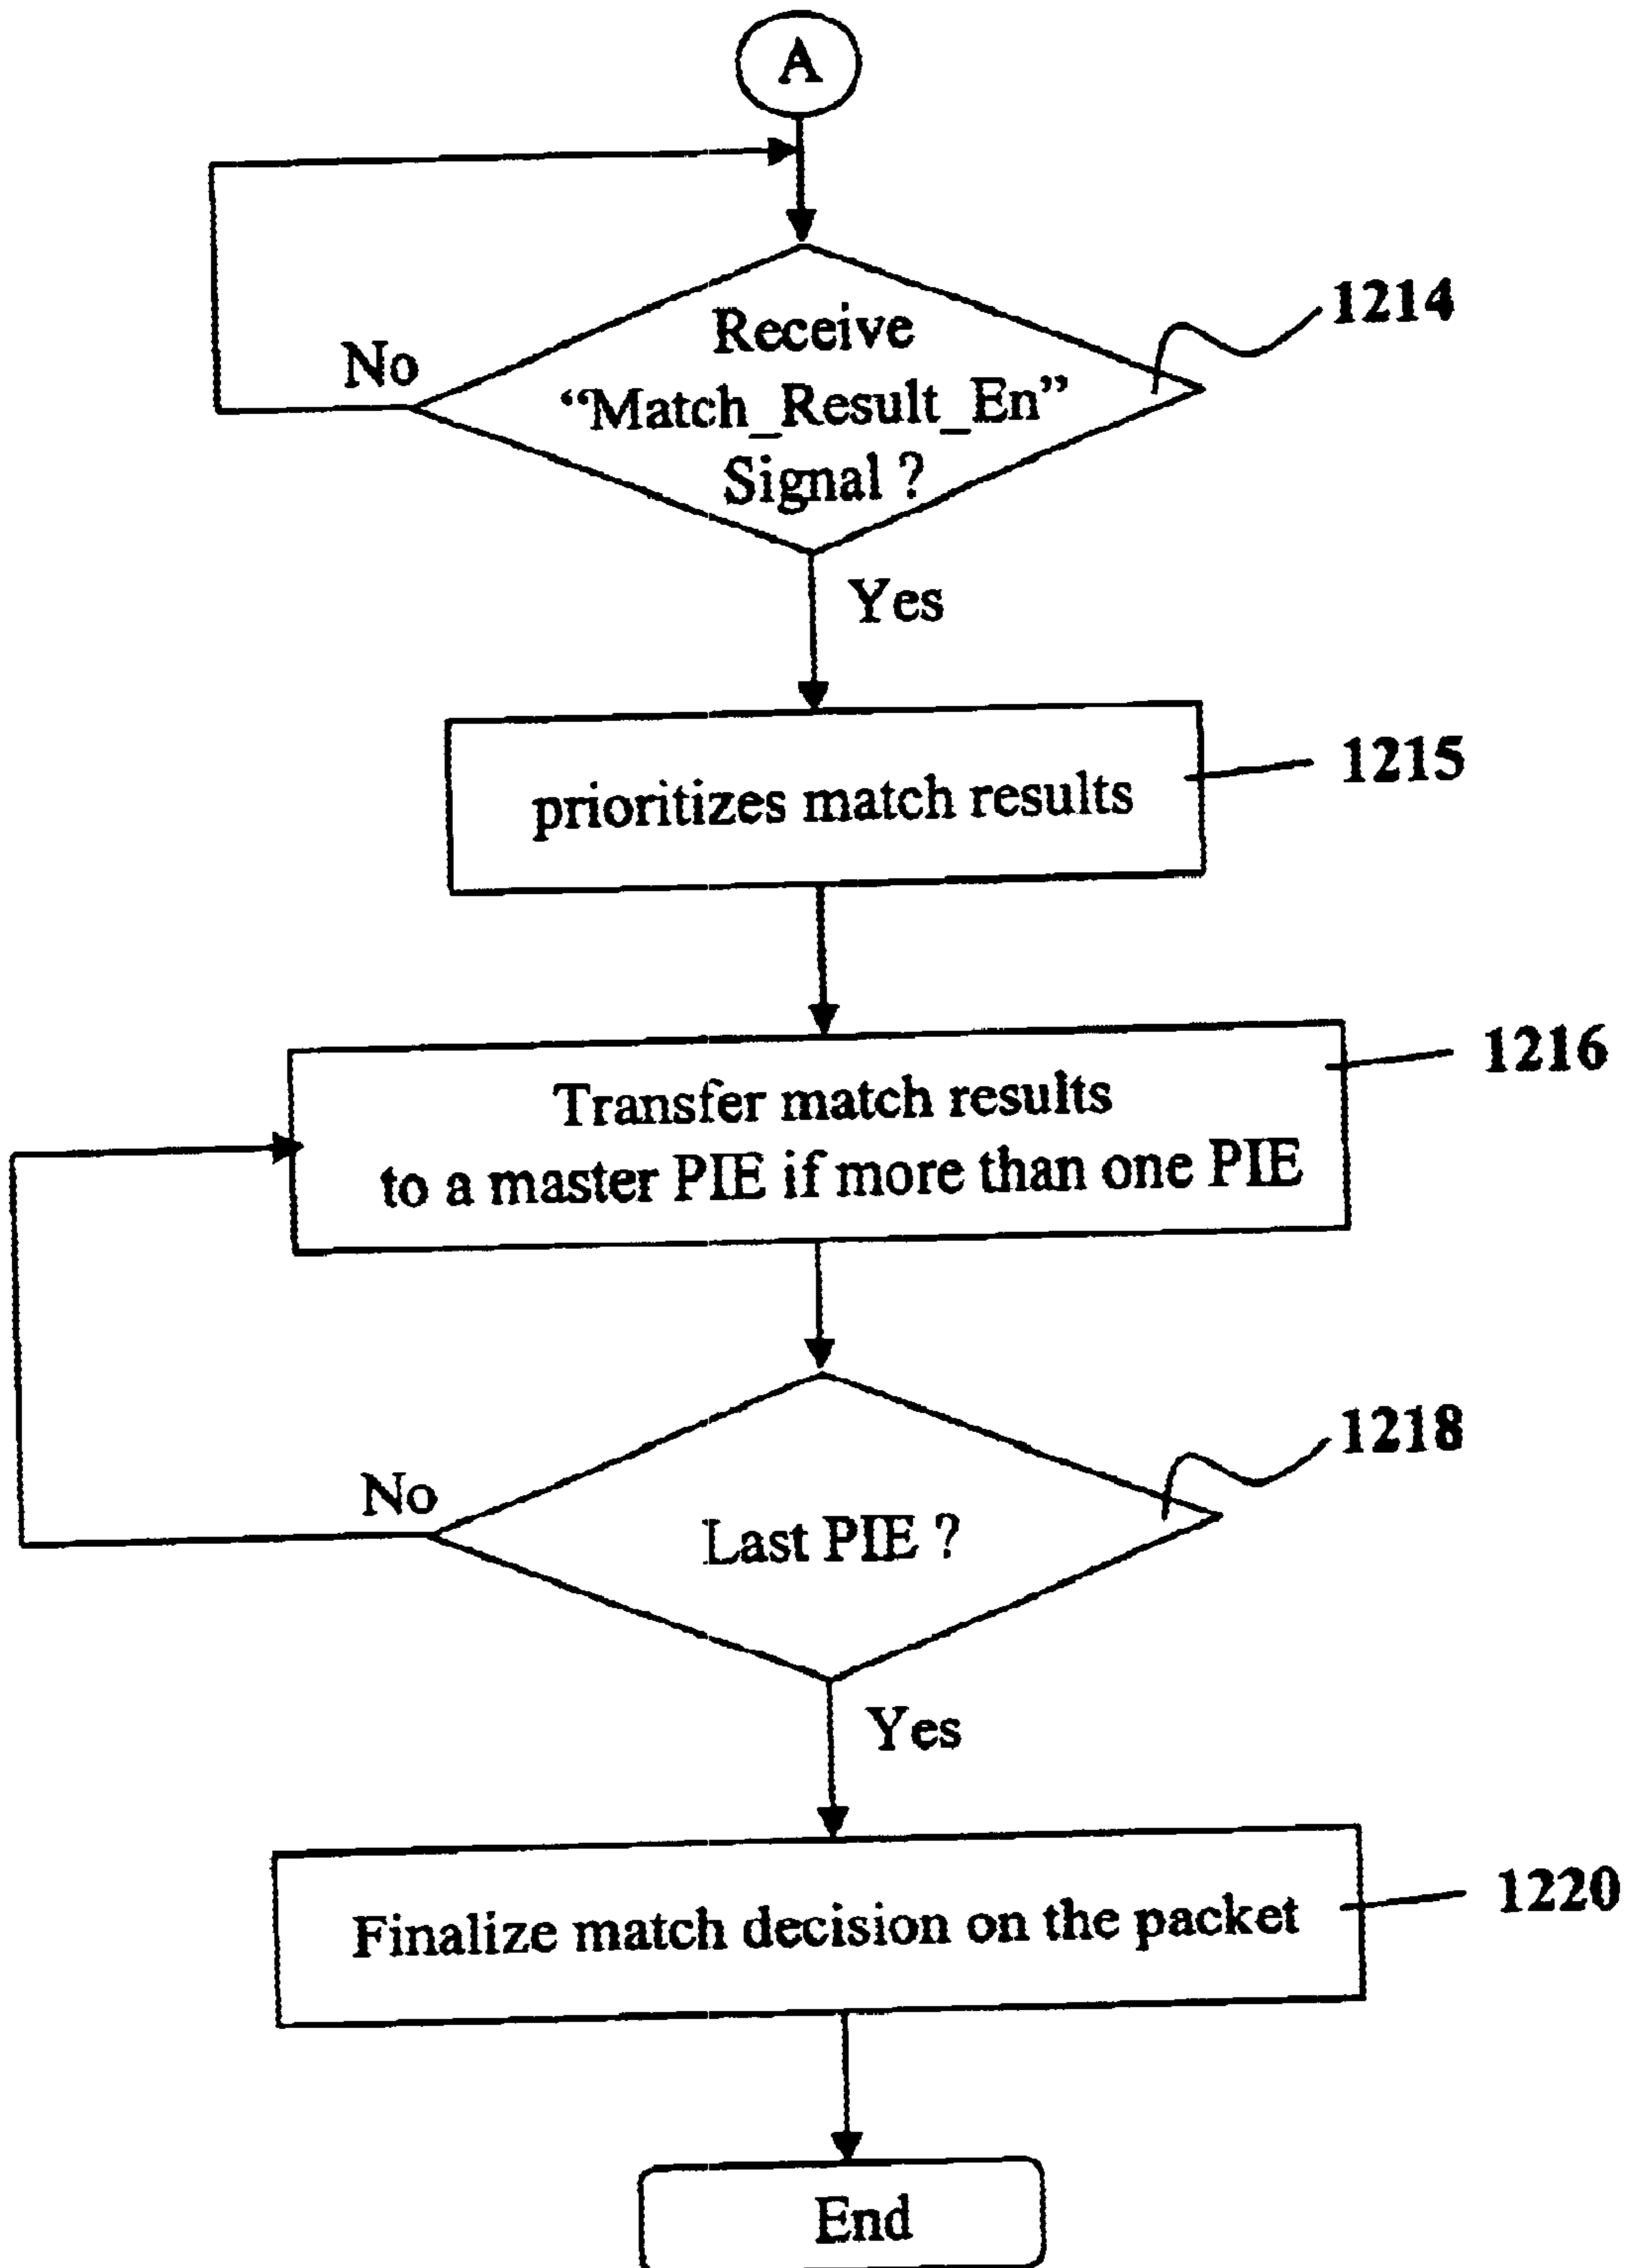 A
Receive
“Match_Result_En”
Signal ?
1214
No
Yes
prioritizes match results
1215
Transfer match results
to a master PIE if more than one PIE
1216
Last PIE ?
1218
No
Yes
Finalize match decision on the packet
1220
End